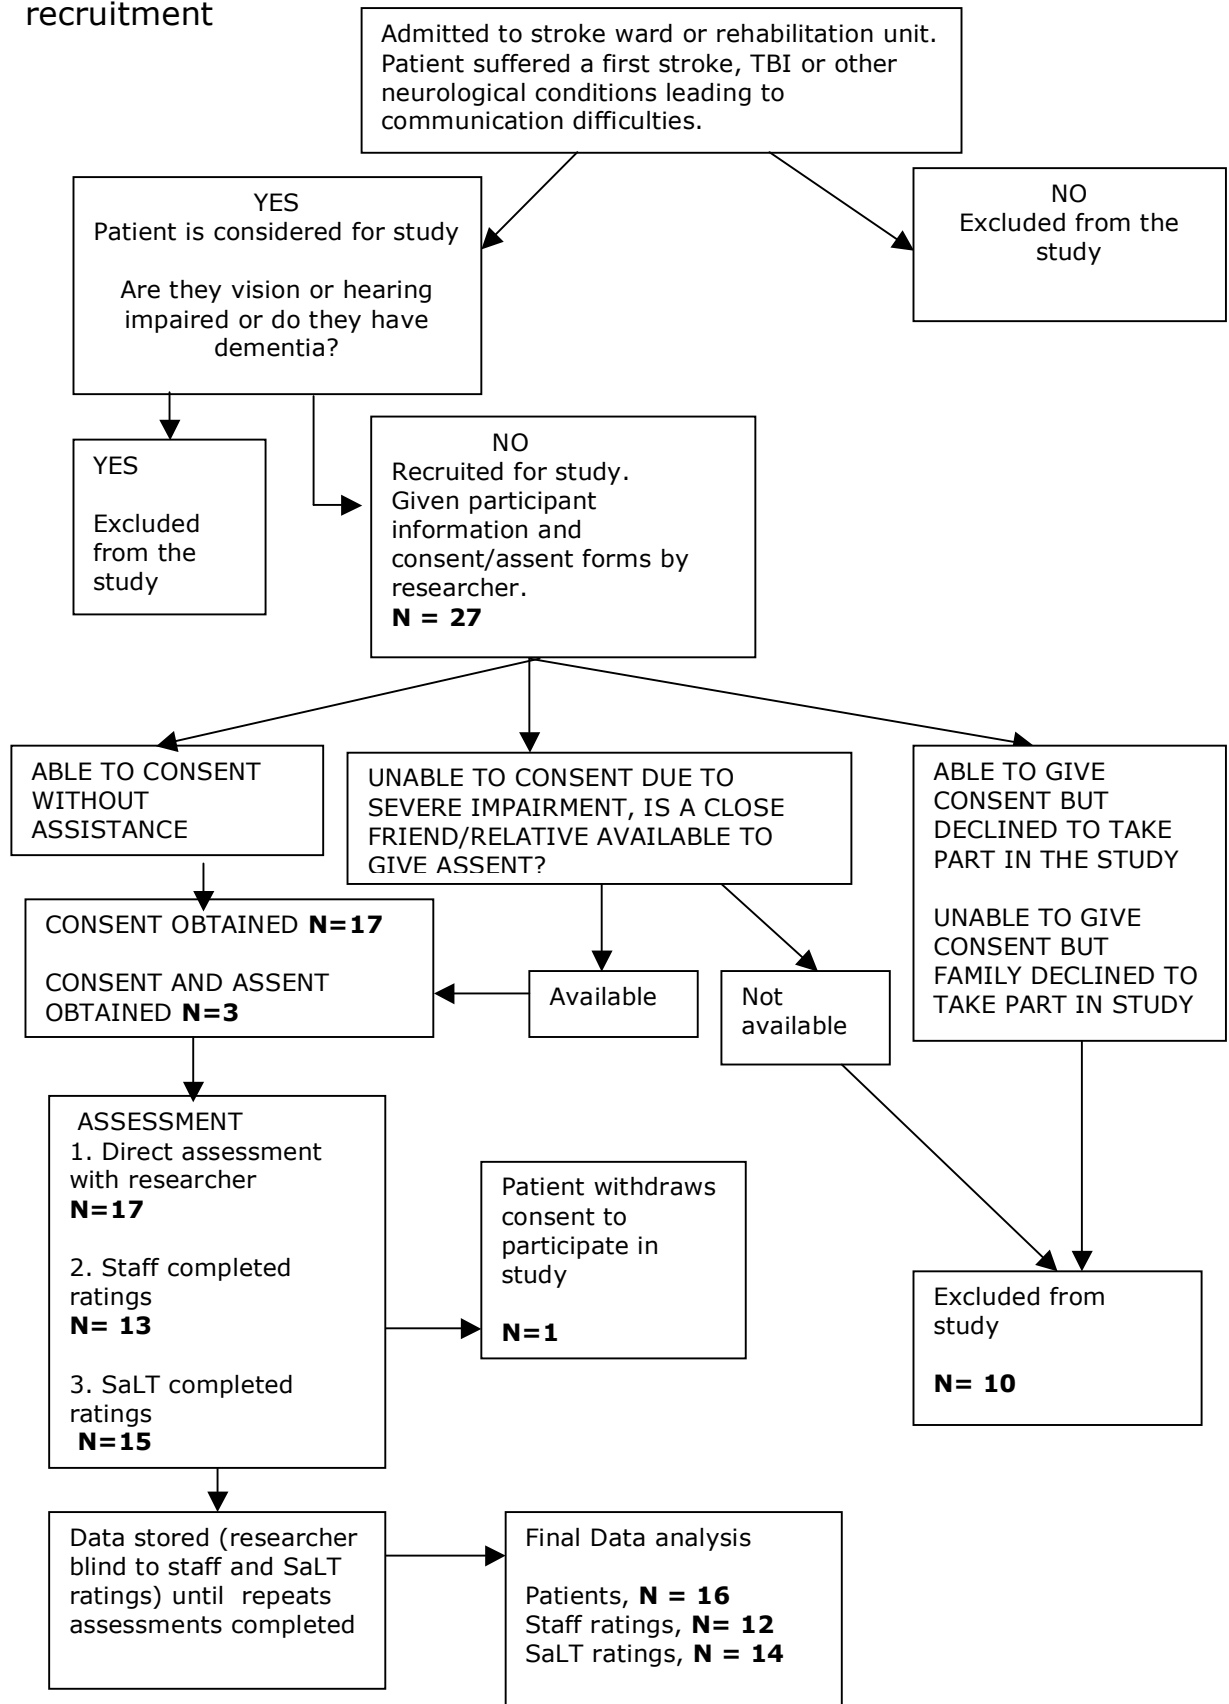 recruitment
Admitted to stroke ward or rehabilitation unit.
Patient suffered a first stroke, TBI or other
neurological conditions leading to
communication difficulties.
YES
Patient is considered for study
Are they vision or hearing
impaired or do they have
dementia?
NO
Excluded from the
study
YES
Excluded
from the
study
NO
Recruited for study.
Given participant
information and
consent/assent forms by
researcher.
N = 27
ABLE TO CONSENT
WITHOUT
ASSISTANCE
UNABLE TO CONSENT DUE TO
SEVERE IMPAIRMENT, IS A CLOSE
FRIEND/RELATIVE AVAILABLE TO
GIVE ASSENT?
ABLE TO GIVE
CONSENT BUT
DECLINED TO TAKE
PART IN THE STUDY
UNABLE TO GIVE
CONSENT BUT
FAMILY DECLINED TO
TAKE PART IN STUDY
CONSENT OBTAINED N=17
CONSENT AND ASSENT
OBTAINED N=3
Available
Not
available
ASSESSMENT
1. Direct assessment
with researcher
N=17
2. Staff completed
ratings
N= 13
3. SaLT completed
ratings
N=15
Patient withdraws
consent to
participate in
study
N=1
Excluded from
study
N= 10
Data stored (researcher
blind to staff and SaLT
ratings) until repeats
assessments completed
Final Data analysis
Patients, N = 16
Staff ratings, N= 12
SaLT ratings, N = 14